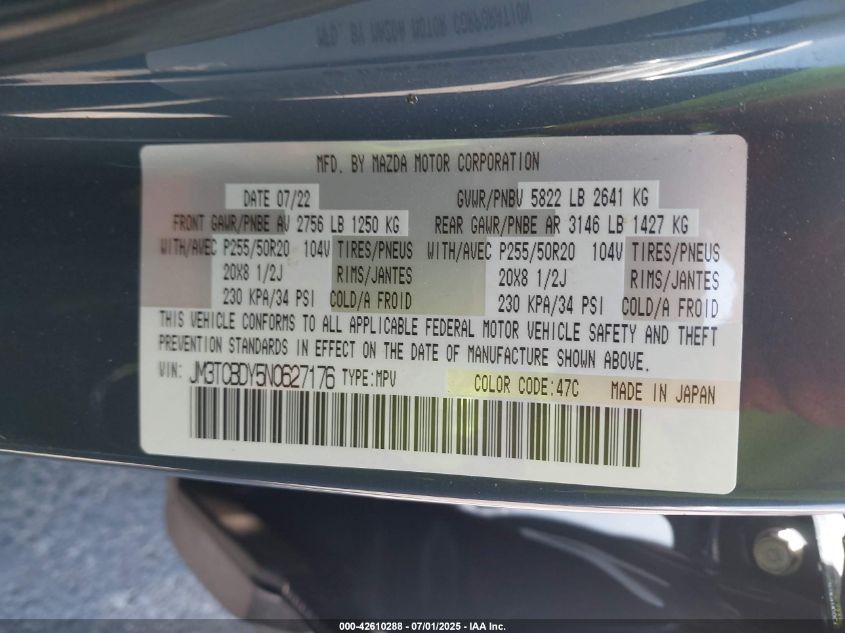 MFD. BY MAZDA MOTOR CORPORATION
DATE 07/22 GVWR/PNBV 5822 LB 2641 KG
FRONT GAWR/PNBE AV 2756 LB 1250 KG REAR GAWR/PNBE AR 3146 LB 1427 KG
WITH/AVEC P255/50R20 104V TIRES/PNEUS WITH/AVEC P255/50R20 104V TIRES/PNEUS
20X8 1/2J RIMS/JANTES 20X8 1/2J RIMS/JANTES
230 KPA/34 PSI COLD/A FROID 230 KPA/34 PSI COLD/A FROID
THIS VEHICLE CONFORMS TO ALL APPLICABLE FEDERAL MOTOR VEHICLE SAFETY AND THEFT
PREVENTION STANDARDS IN EFFECT ON THE DATE OF MANUFACTURE SHOWN ABOVE.
VIN: JM3TCBDY5N0627176 TYPE:MPV COLOR CODE:47C MADE IN JAPAN
000-42610288 - 07/01/2025 - IAA Inc.